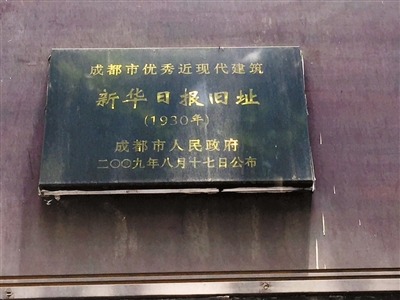 成都市优秀近现代建筑
新华日报旧址
(1930年)
成都市人民政府
二〇〇九年八月十七日公布